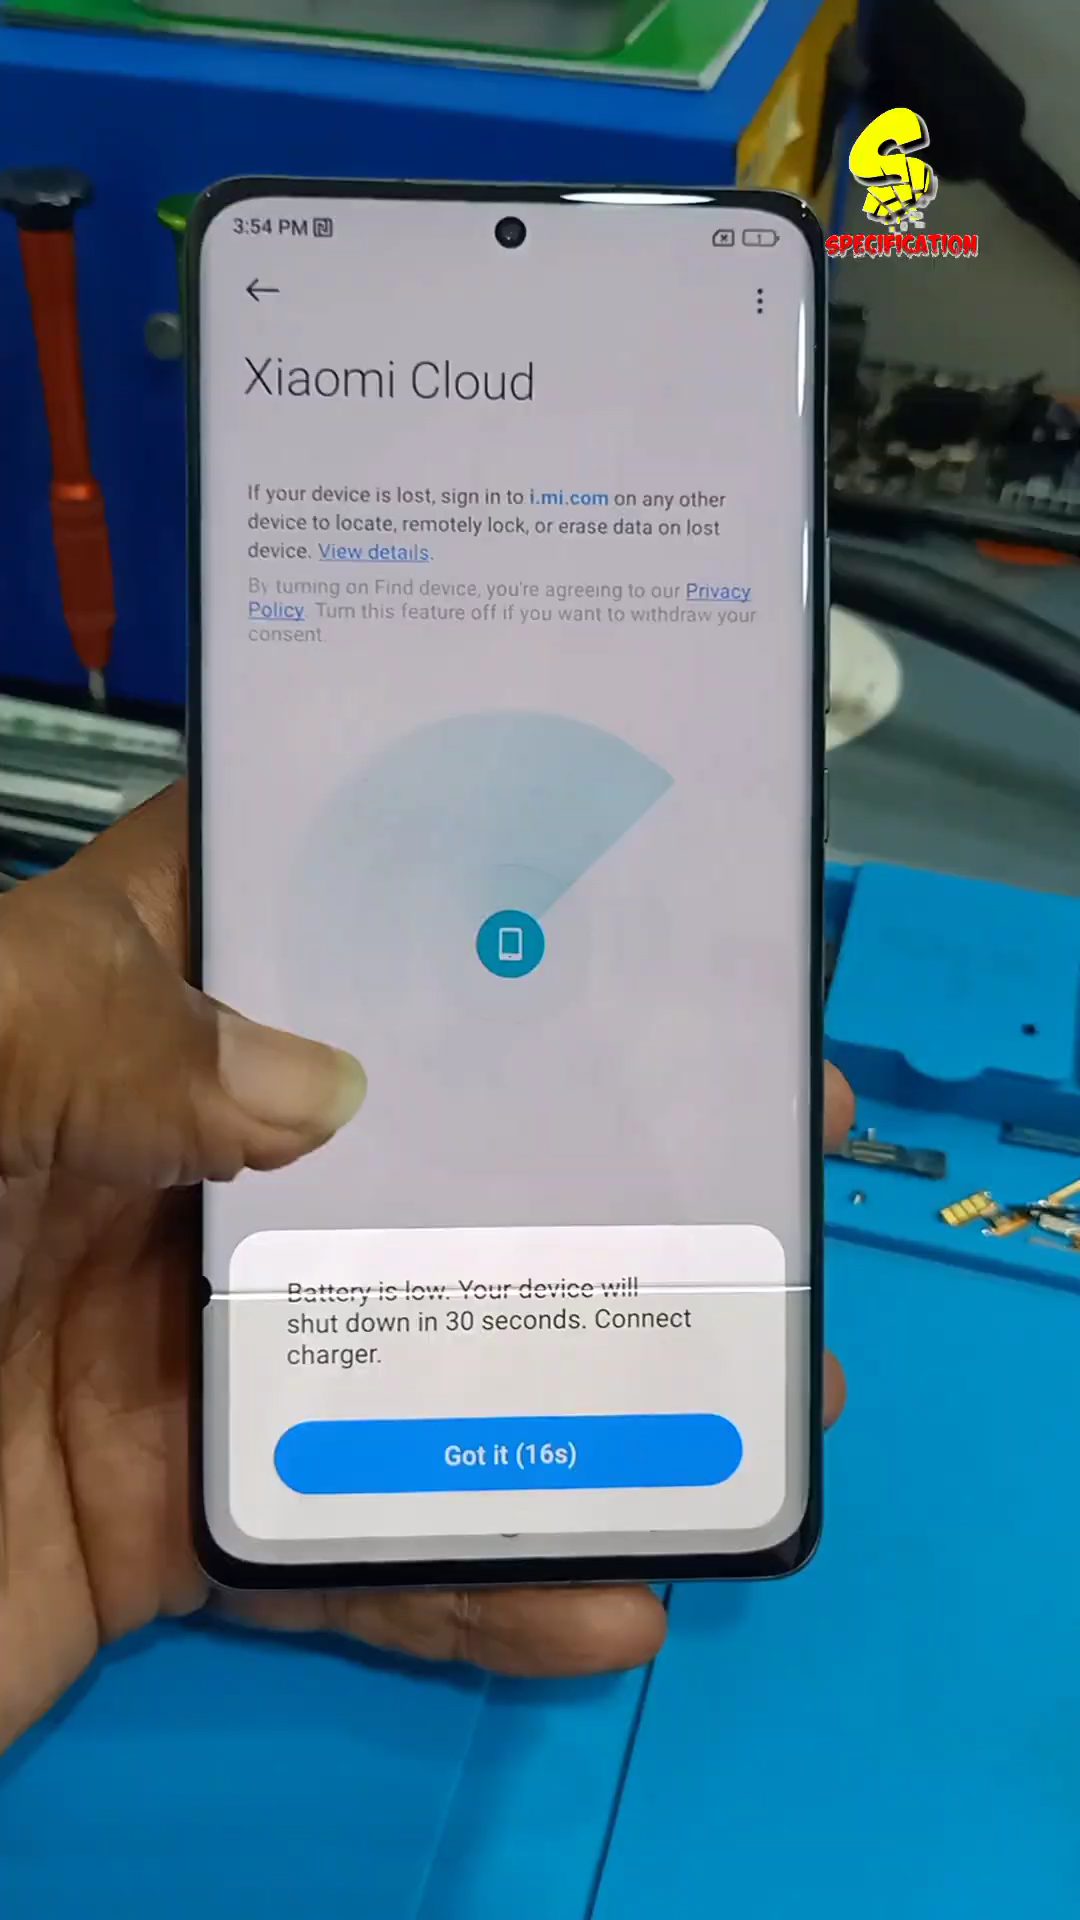 SPECIFICATION
3:54 PM
1
Xiaomi Cloud
If your device is lost, sign in to i.mi.com on any other
device to locate, remotely lock, or erase data on lost
device. View details.
By turning on Find device, you're agreeing to our Privacy
Policy. Turn this feature off if you want to withdraw your
consent.
Battery is low. Your device will
shut down in 30 seconds. Connect
charger.
Got it (16s)